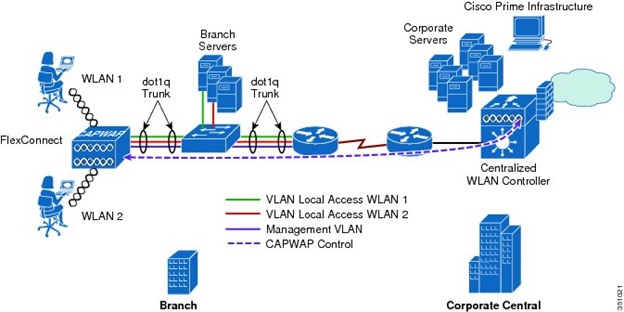 Cisco Prime Infrastructure
Branch
Servers
Corporate
Servers
WLAN 1
dot1q
Trunk
dot1q
Trunk
FlexConnect
CAPWAP
Centralized
WLAN Controller
WLAN 2
VLAN Local Access WLAN 1
VLAN Local Access WLAN 2
Management VLAN
CAPWAP Control
Branch
Corporate Central
351021